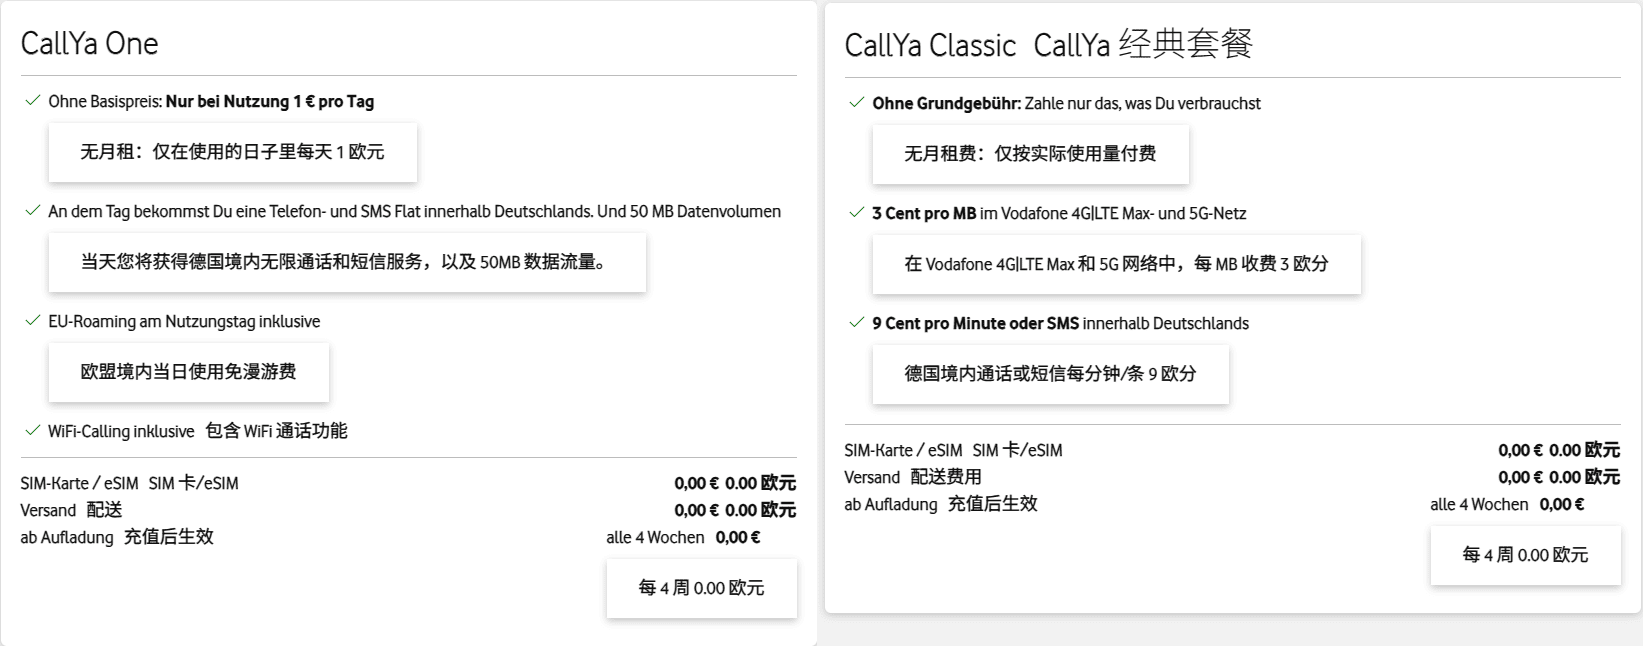 CallYa One
Ohne Basispreis: Nur bei Nutzung 1 € pro Tag
无月租：仅在使用的日子里每天 1 欧元
An dem Tag bekommst Du eine Telefon- und SMS Flat innerhalb Deutschlands. Und 50 MB Datenvolumen
当天您将获得德国境内无限通话和短信服务，以及 50MB 数据流量。
EU-Roaming am Nutzungstag inklusive
欧盟境内当日使用免漫游费
WiFi-Calling inklusive 包含 WiFi 通话功能
SIM-Karte / eSIM SIM 卡/eSIM 0,00 € 0.00 欧元
Versand 配送 0,00 € 0.00 欧元
ab Aufladung 充值后生效 alle 4 Wochen 0,00 €
每 4 周 0.00 欧元
CallYa Classic CallYa 经典套餐
Ohne Grundgebühr: Zahle nur das, was Du verbrauchst
无月租费：仅按实际使用量付费
3 Cent pro MB im Vodafone 4G|LTE Max- und 5G-Netz
在 Vodafone 4G|LTE Max 和 5G 网络中，每 MB 收费 3 欧分
9 Cent pro Minute oder SMS innerhalb Deutschlands
德国境内通话或短信每分钟/条 9 欧分
SIM-Karte / eSIM SIM 卡/eSIM 0,00 € 0.00 欧元
Versand 配送费用 0,00 € 0.00 欧元
ab Aufladung 充值后生效 alle 4 Wochen 0,00 €
每 4 周 0.00 欧元